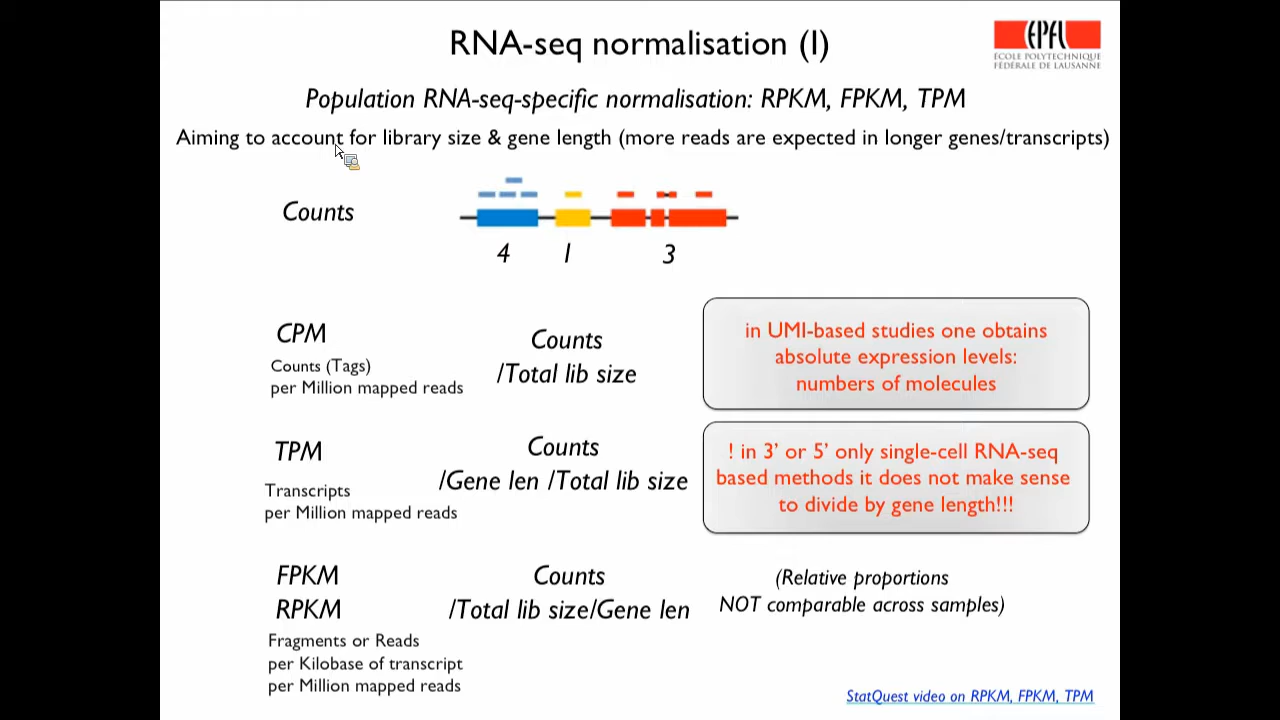 RNA-seq normalisation (I)
EPFL
ÉCOLE POLYTECHNIQUE
FÉDÉRALE DE LAUSANNE
Population RNA-seq-specific normalisation: RPKM, FPKM, TPM
Aiming to account for library size & gene length (more reads are expected in longer genes/transcripts)
Counts
4 1 3
CPM
Counts (Tags)
per Million mapped reads
Counts
/Total lib size
in UMI-based studies one obtains
absolute expression levels:
numbers of molecules
TPM
Transcripts
per Million mapped reads
Counts
/Gene len /Total lib size
! in 3’ or 5’ only single-cell RNA-seq
based methods it does not make sense
to divide by gene length!!!
FPKM
RPKM
Fragments or Reads
per Kilobase of transcript
per Million mapped reads
Counts
/Total lib size/Gene len
(Relative proportions
NOT comparable across samples)
StatQuest video on RPKM, FPKM, TPM